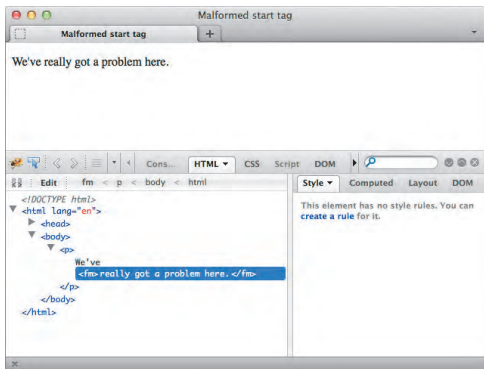 Malformed start tag
Malformed start tag
We've really got a problem here.
Cons... HTML CSS Script DOM
Edit fm < p < body < html
Style Computed Layout DOM
<!DOCTYPE html>
<html lang="en">
<head>
<body>
<p>
We've
<fm>really got a problem here.</fm>
</p>
</body>
</html>
This element has no style rules. You can
create a rule for it.